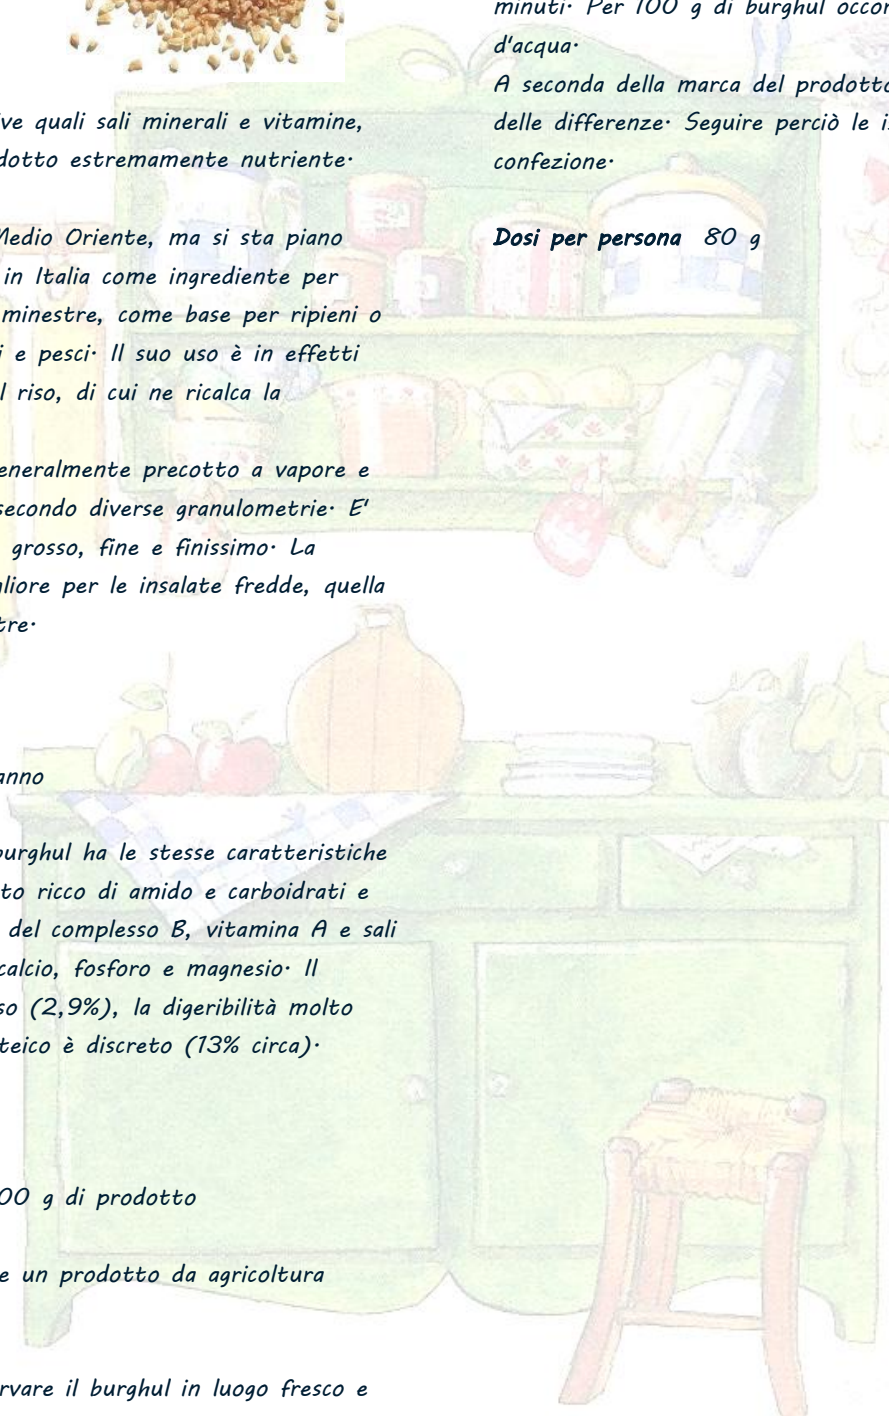 ve quali sali minerali e vitamine,
dotto estremamente nutriente.
Medio Oriente, ma si sta piano
in Italia come ingrediente per
minestre, come base per ripieni o
i e pesci. Il suo uso è in effetti
l riso, di cui ne ricalca la
eneralmente precotto a vapore e
secondo diverse granulometrie. E'
grosso, fine e finissimo. La
gliore per le insalate fredde, quella
tre.
anno
burghul ha le stesse caratteristiche
to ricco di amido e carboidrati e
del complesso B, vitamina A e sali
calcio, fosforo e magnesio. Il
so (2,9%), la digeribilità molto
teico è discreto (13% circa).
00 g di prodotto
e un prodotto da agricoltura
rvare il burghul in luogo fresco e
minuti. Per 100 g di burghul occor
d'acqua.
A seconda della marca del prodotto
delle differenze. Seguire perciò le i
confezione.
Dosi per persona 80 g